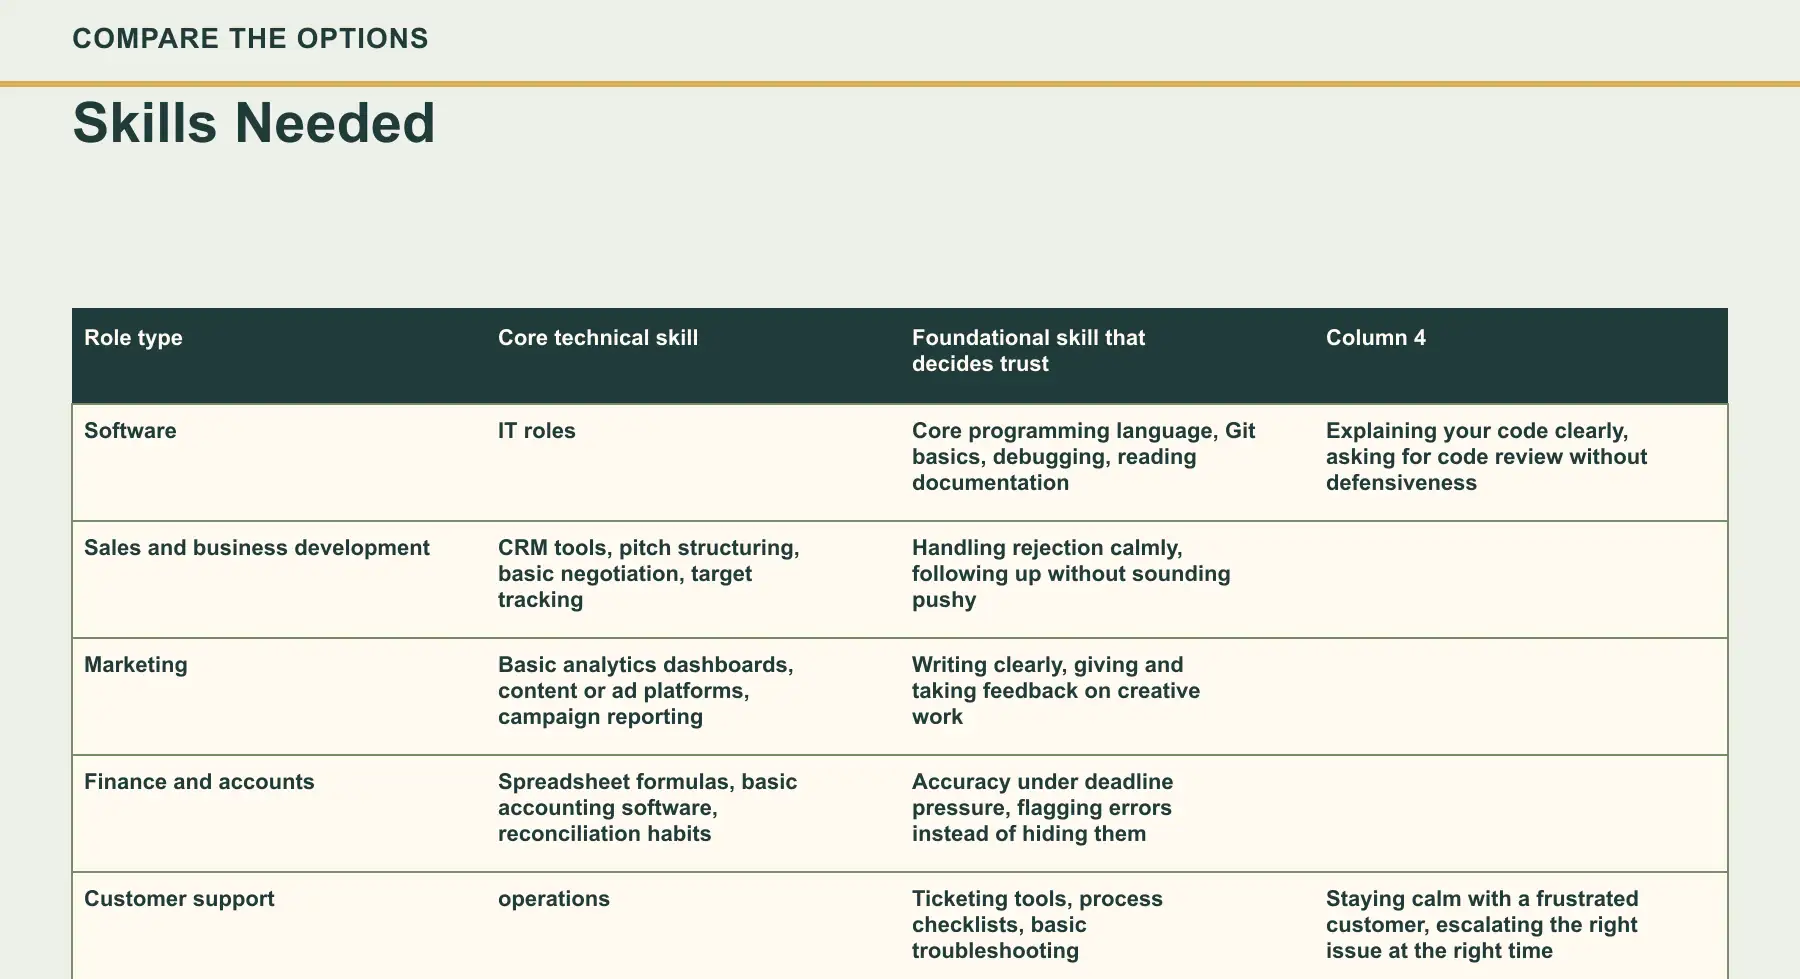 COMPARE THE OPTIONS
Skills Needed
Role type
Core technical skill
Foundational skill that
decides trust
Column 4
Software
IT roles
Core programming language, Git
basics, debugging, reading
documentation
Explaining your code clearly,
asking for code review without
defensiveness
Sales and business development
CRM tools, pitch structuring,
basic negotiation, target
tracking
Handling rejection calmly,
following up without sounding
pushy
Marketing
Basic analytics dashboards,
content or ad platforms,
campaign reporting
Writing clearly, giving and
taking feedback on creative
work
Finance and accounts
Spreadsheet formulas, basic
accounting software,
reconciliation habits
Accuracy under deadline
pressure, flagging errors
instead of hiding them
Customer support
operations
Ticketing tools, process
checklists, basic
troubleshooting
Staying calm with a frustrated
customer, escalating the right
issue at the right time